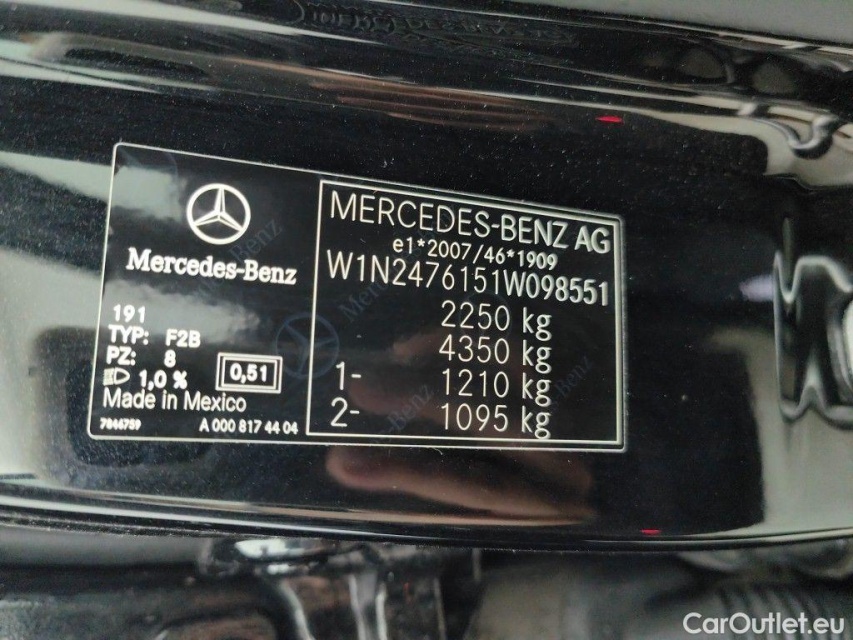 Mercedes-Benz
191
TYP: F2B
PZ: 8
1,0 %
0,51
Made in Mexico
7846759
A 000 817 44 04
MERCEDES-BENZ AG
e1*2007/46*1909
W1N2476151W098551
2250 kg
4350 kg
1- 1210 kg
2- 1095 kg
CarOutlet.eu